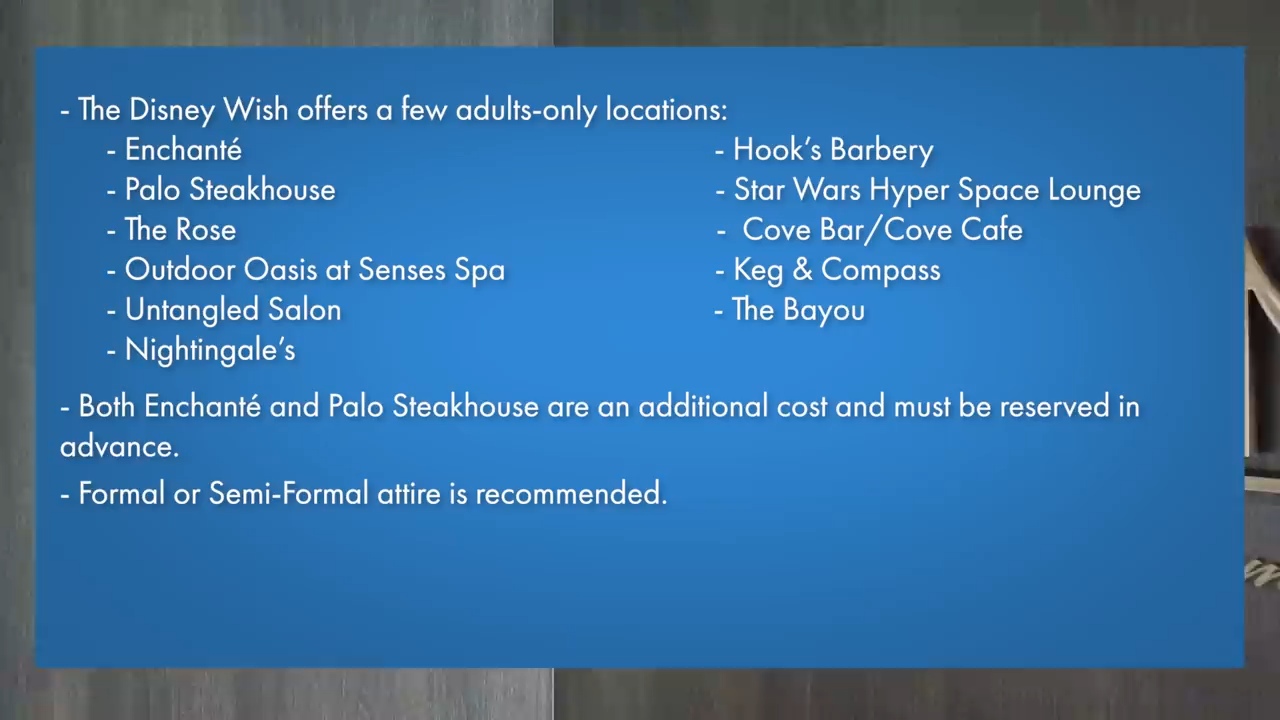 - The Disney Wish offers a few adults-only locations:
- Enchanté
- Palo Steakhouse
- The Rose
- Outdoor Oasis at Senses Spa
- Untangled Salon
- Nightingale’s
- Hook’s Barbery
- Star Wars Hyper Space Lounge
- Cove Bar/Cove Cafe
- Keg & Compass
- The Bayou
- Both Enchanté and Palo Steakhouse are an additional cost and must be reserved in
advance.
- Formal or Semi-Formal attire is recommended.